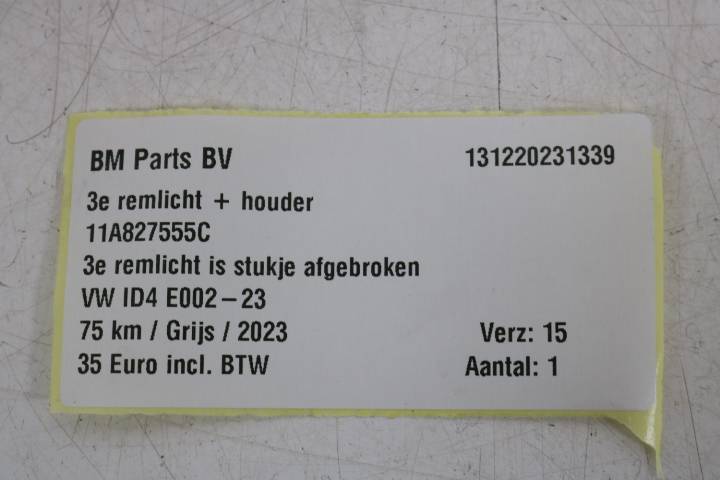 BM Parts BV 131220231339
3e remlicht + houder
11A827555C
3e remlicht is stukje afgebroken
VW ID4 E002-23
75 km / Grijs / 2023 Verz: 15
35 Euro incl. BTW Aantal: 1